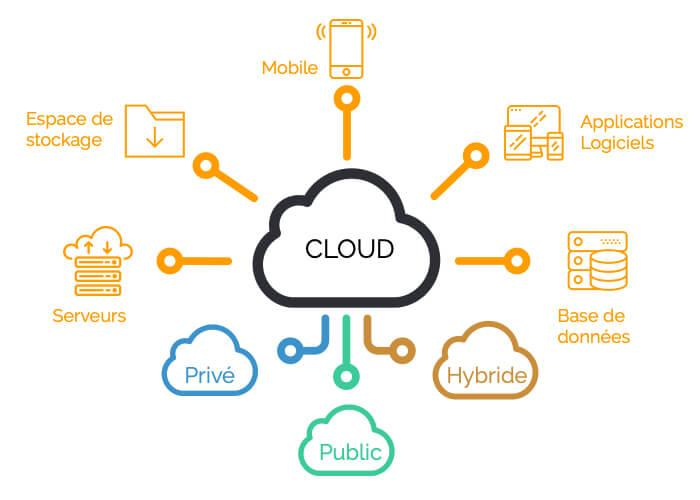 Mobile
Espace de
stockage
Applications
Logiciels
CLOUD
Serveurs
Base de
données
Privé
Hybride
Public